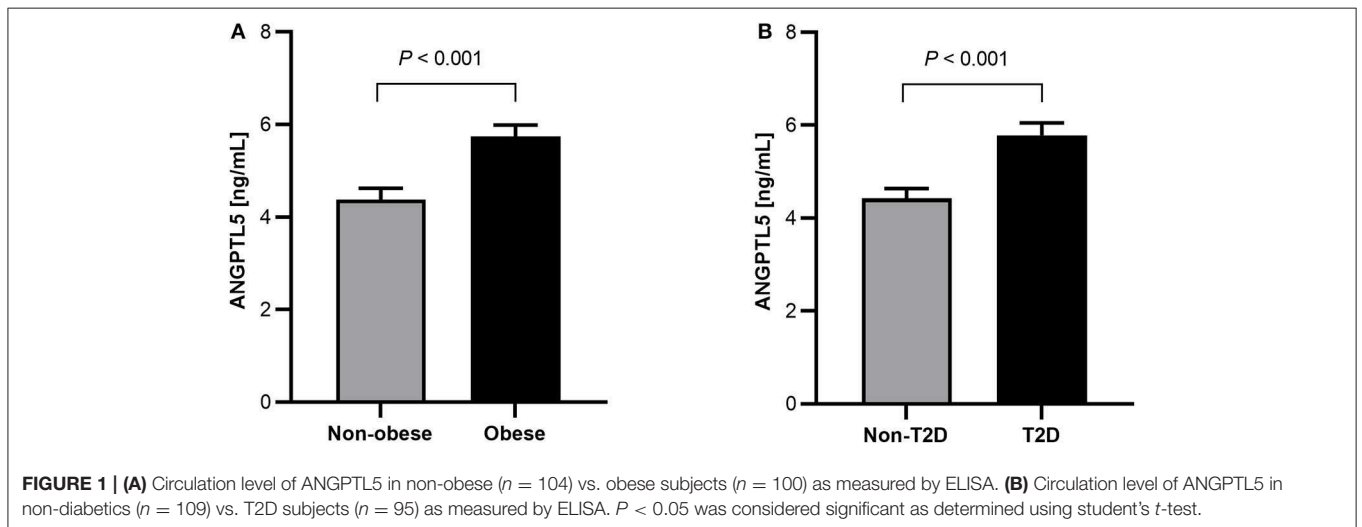 A
8
6
4
2
0
ANGPTL5 [ng/mL]
P < 0.001
Non-obese Obese
B
8
6
4
2
0
ANGPTL5 [ng/mL]
P < 0.001
Non-T2D T2D
FIGURE 1 | (A) Circulation level of ANGPTL5 in non-obese (n = 104) vs. obese subjects (n = 100) as measured by ELISA. (B) Circulation level of ANGPTL5 in
non-diabetics (n = 109) vs. T2D subjects (n = 95) as measured by ELISA. P < 0.05 was considered significant as determined using student's t-test.